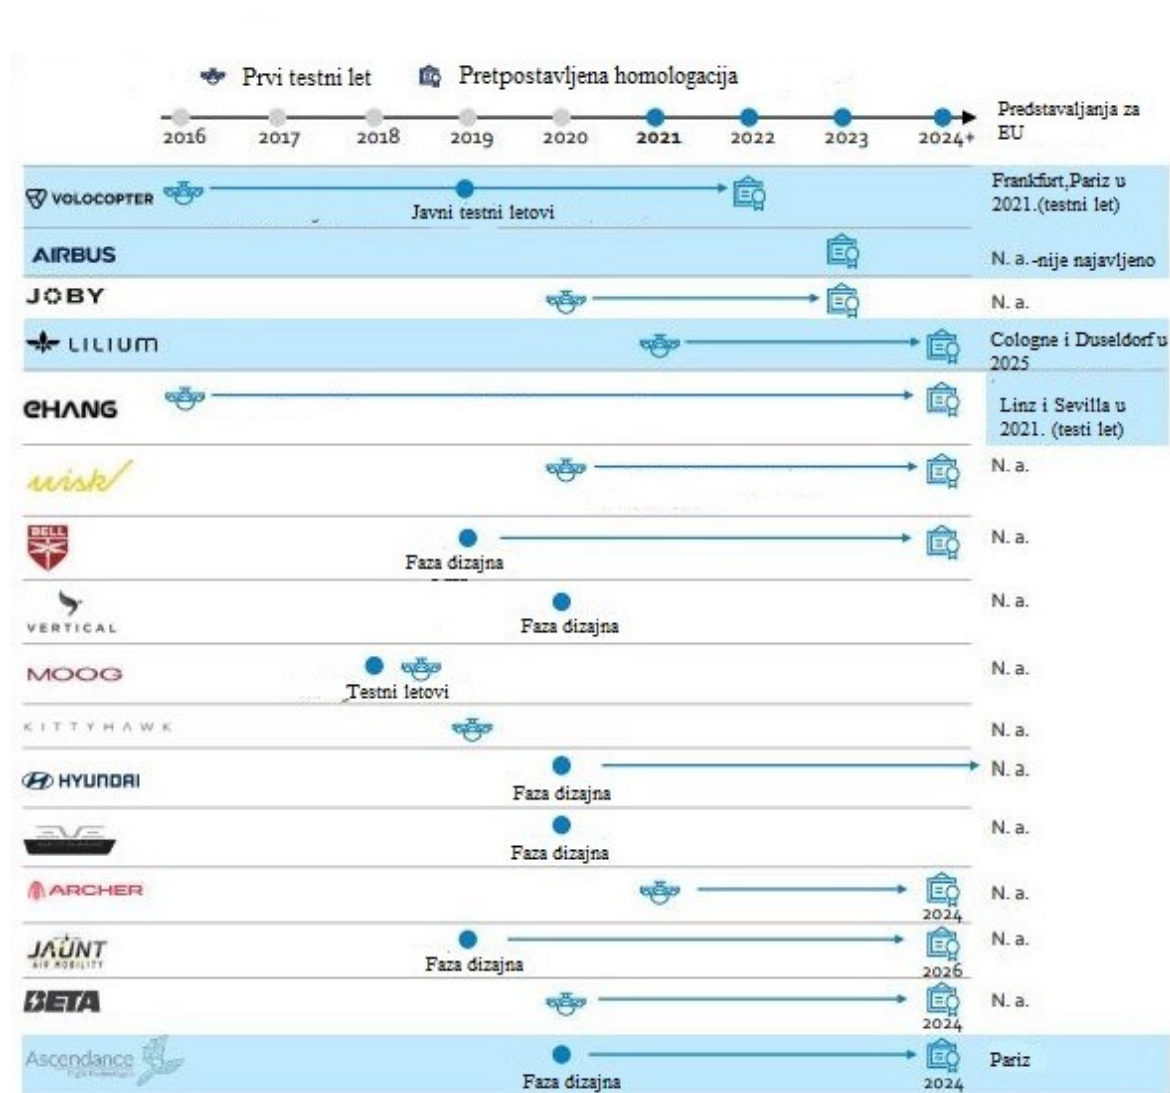 Prvi testni let Pretpostavljena homologacija
Predstavaljanja za
EU
2016 2017 2018 2019 2020 2021 2022 2023 2024+
VOLOCOPTER
Javni testni letovi
Frankfurt,Pariz u
2021.(testni let)
AIRBUS
N. a.-nije najavljeno
JOBY
N. a.
LILIUM
Cologne i Duseldorf u
2025
EHANG
Linz i Sevilla u
2021. (testi let)
wisk
N. a.
BELL
Faza dizajna
N. a.
VERTICAL
Faza dizajna
N. a.
MOOG
Testni letovi
N. a.
KITTYHAWK
N. a.
HYUNDAI
Faza dizajna
N. a.
EVE
Faza dizajna
N. a.
ARCHER
2024
N. a.
JAUNT
AIR MOBILITY
Faza dizajna
2026
N. a.
BETA
2024
N. a.
Ascendance
Faza dizajna
2024
Pariz